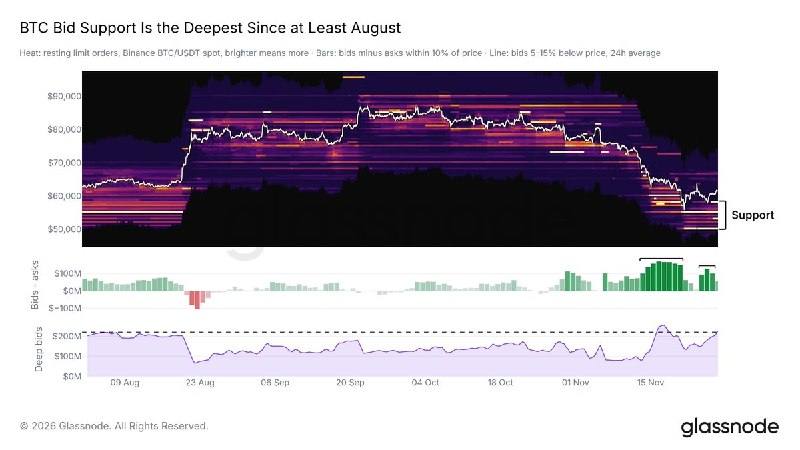 BTC Bid Support Is the Deepest Since at Least August
Heat: resting limit orders, Binance BTC/USDT spot, brighter means more · Bars: bids minus asks within 10% of price · Line: bids 5-15% below price, 24h average
$90,000
$80,000
$70,000
$60,000
$50,000
Support
glassnode
Bids - asks
$100M
$0M
$-100M
Deep bids
$200M
$100M
$0M
09 Aug
23 Aug
06 Sep
20 Sep
04 Oct
18 Oct
01 Nov
15 Nov
© 2026 Glassnode. All Rights Reserved.
glassnode